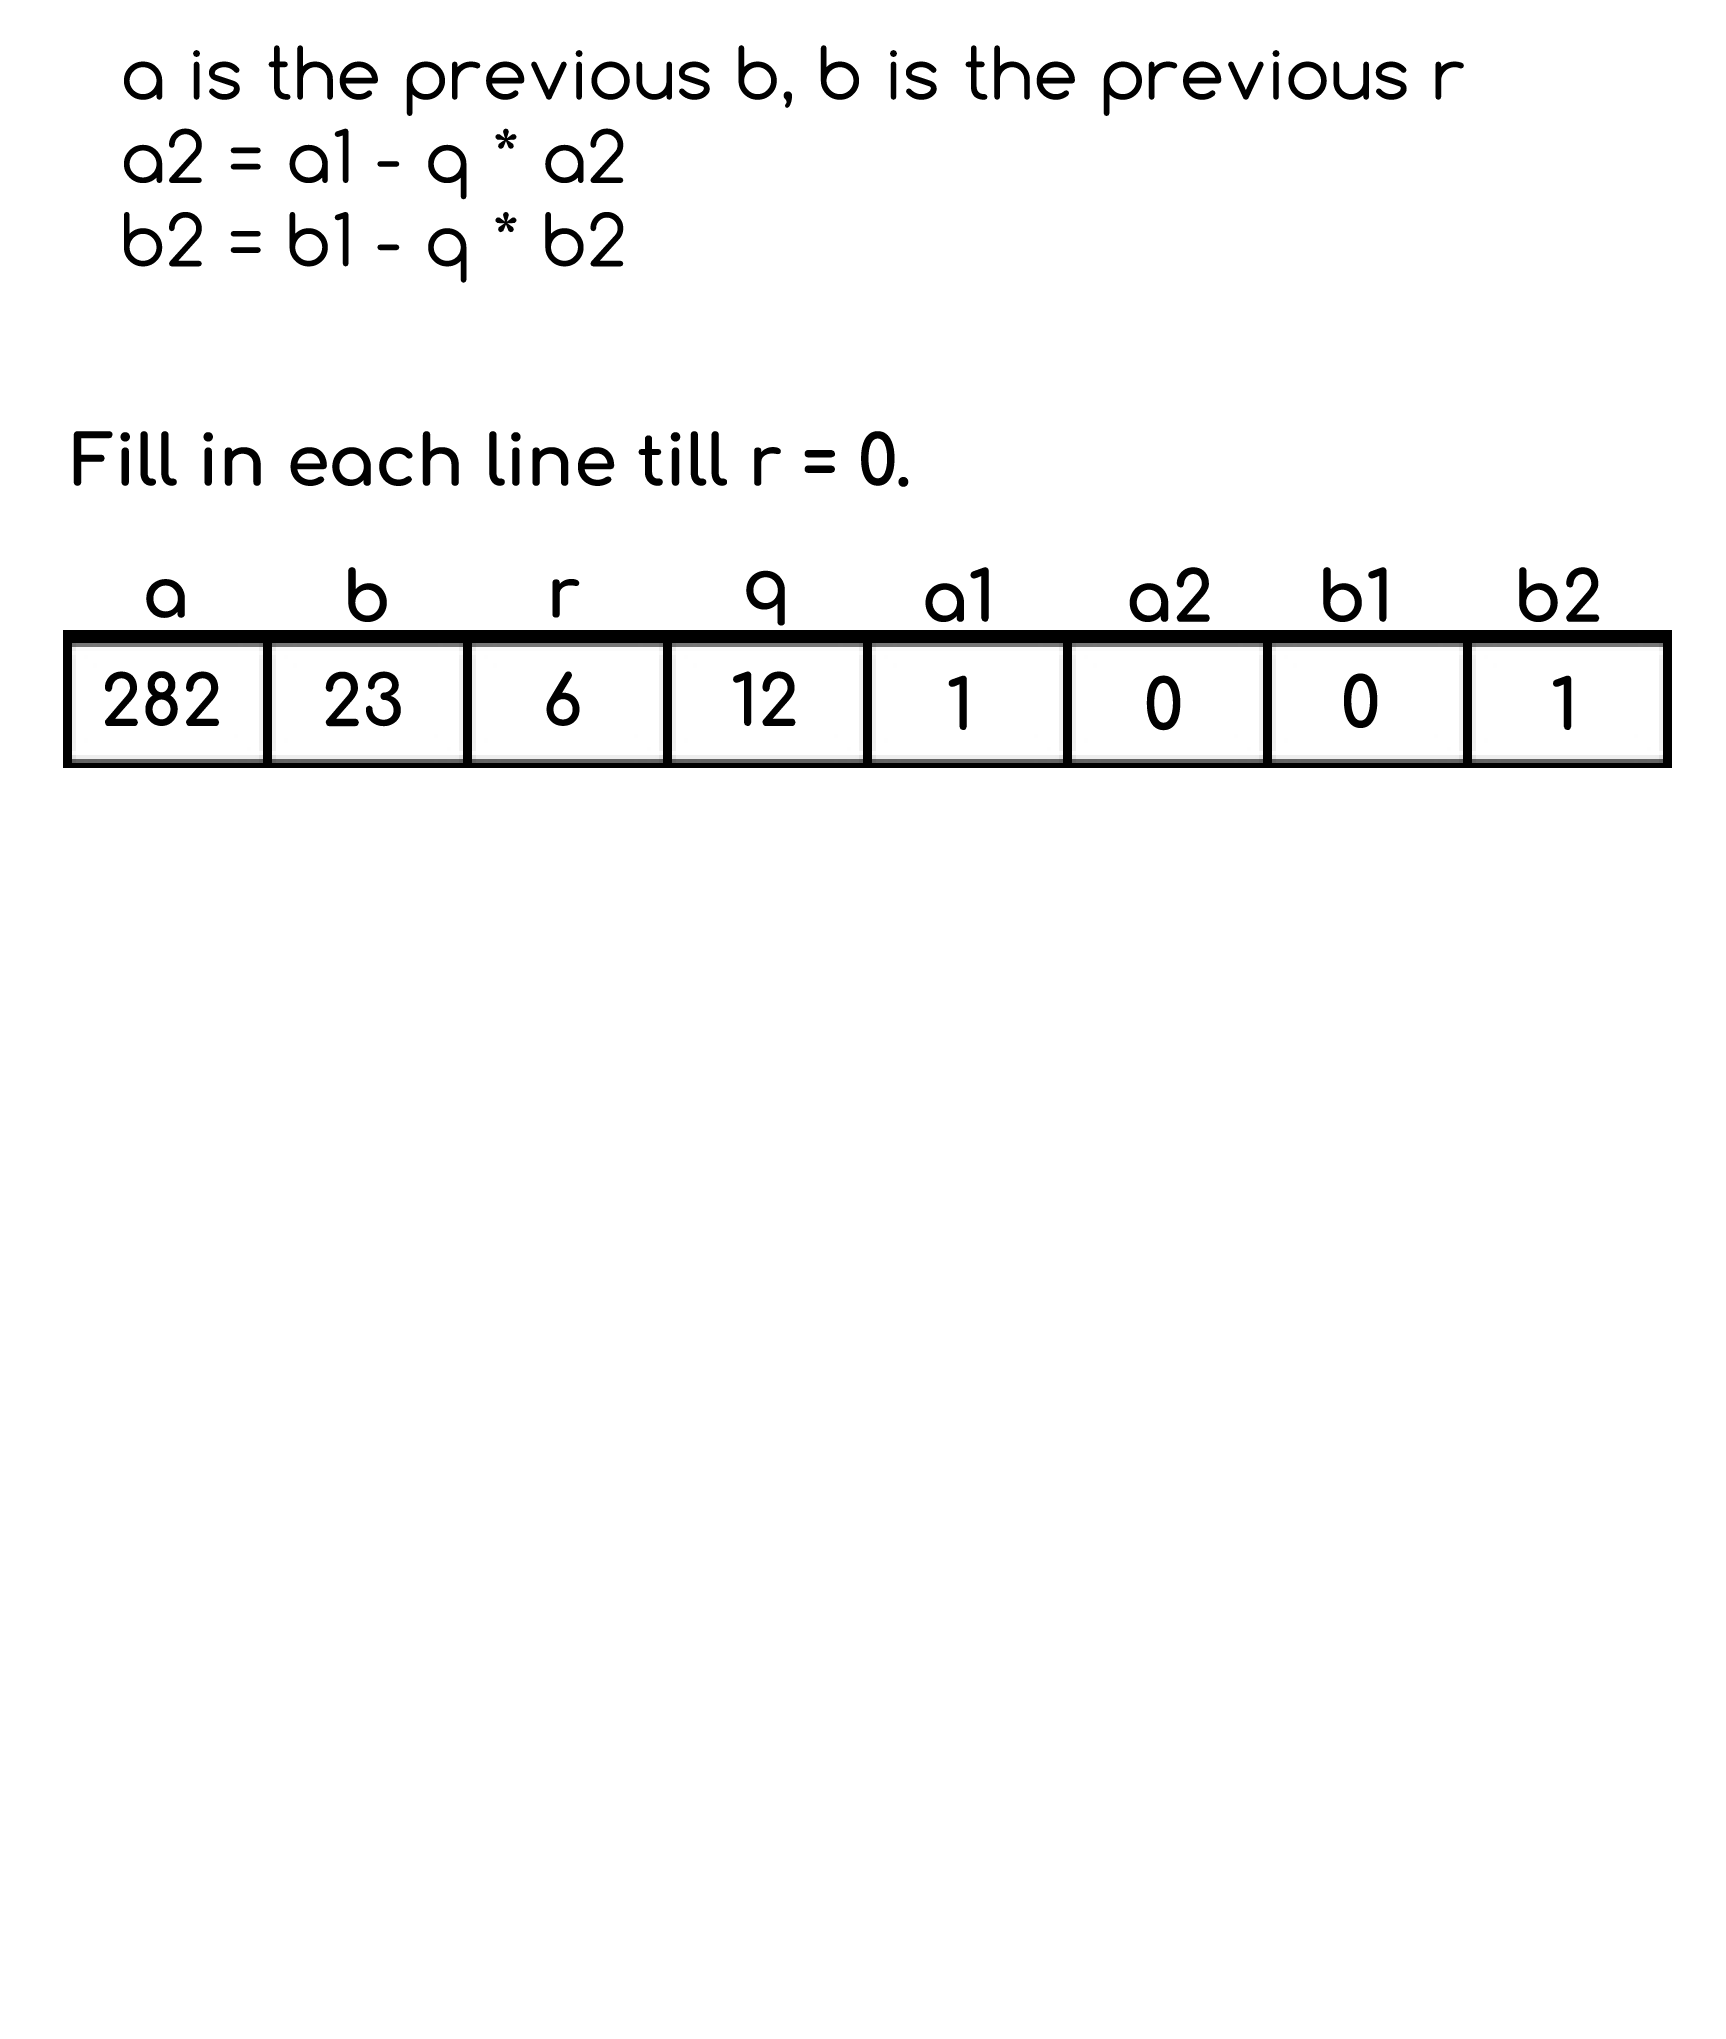 a is the previous b, b is the previous r
a2 = a1 - q * a2
b2 = b1 - q * b2
Fill in each line till r = 0.
a b r q a1 a2 b1 b2
282 23 6 12 1 0 0 1